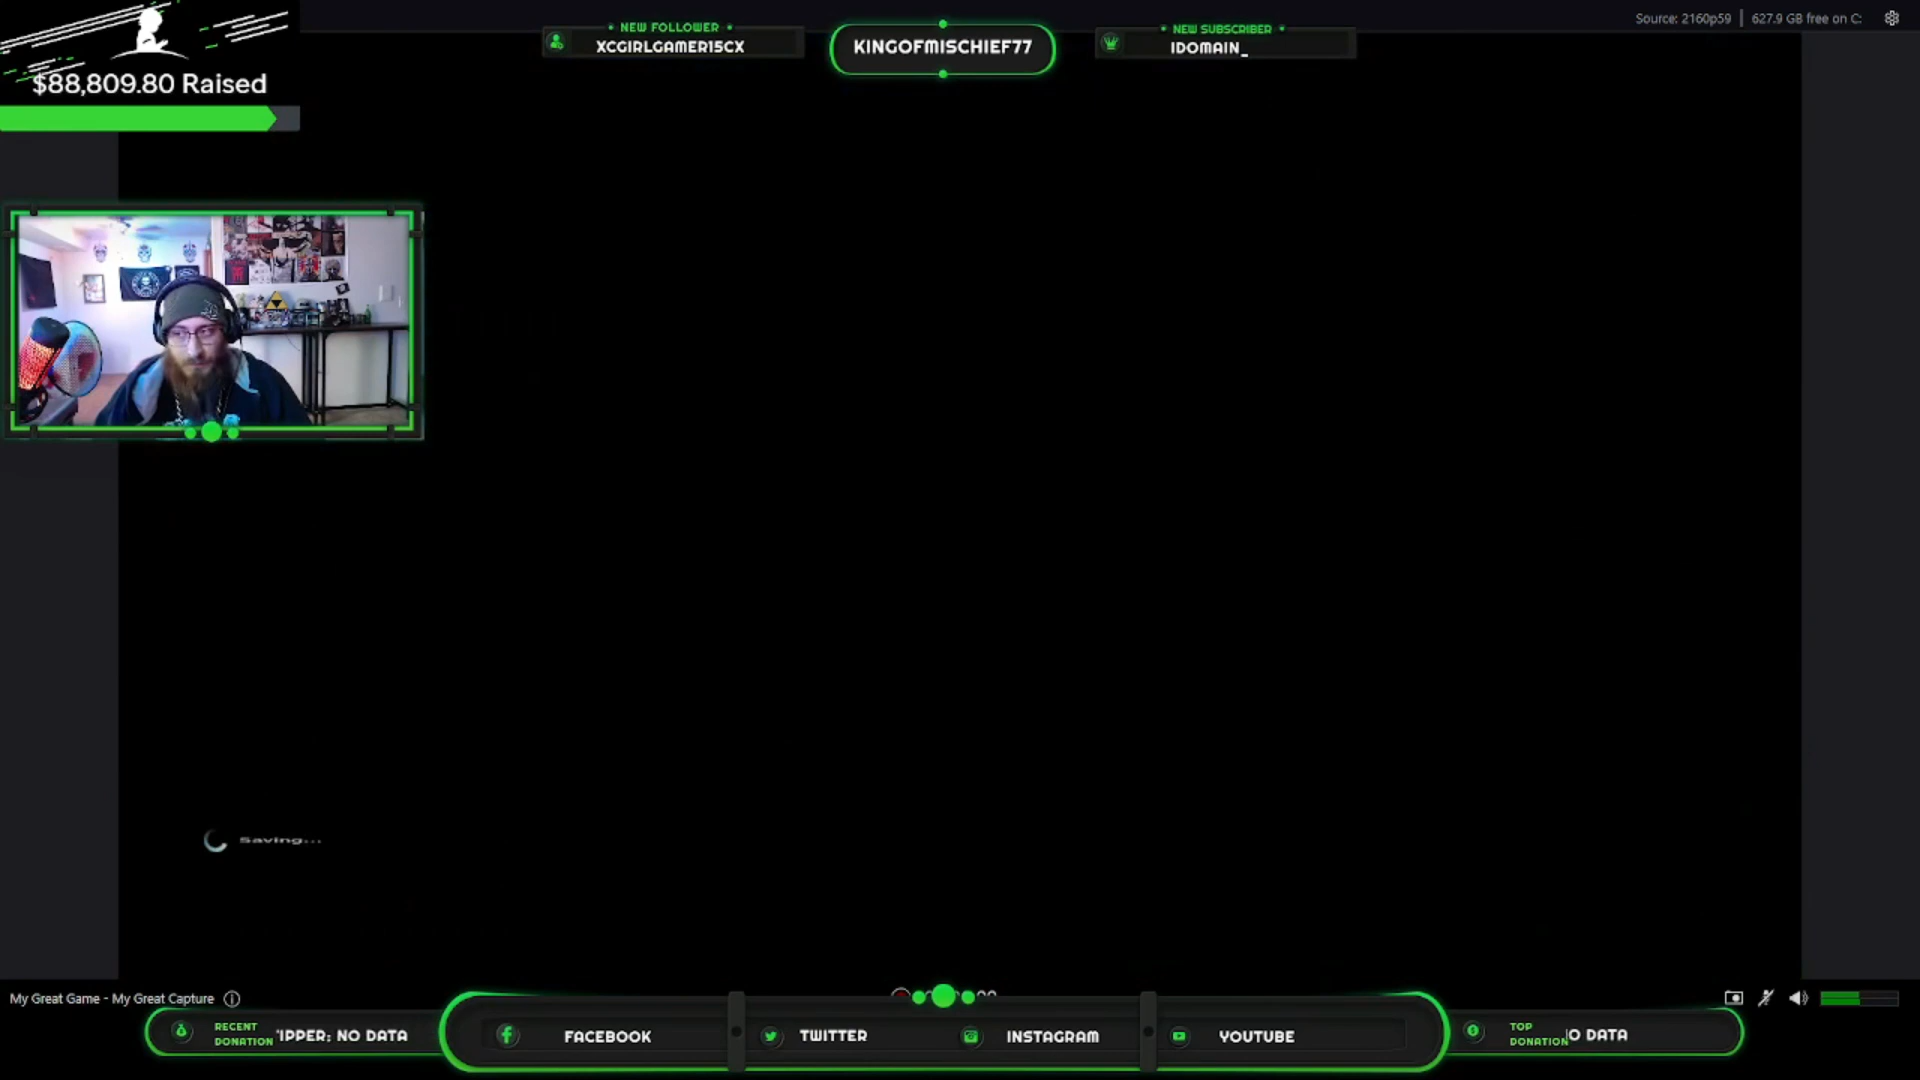 Source: 2160p59 | 627.9 GB free on C:
NEW FOLLOWER
XCGIRLGAMER15CX
KINGOFMISCHIEF77
NEW SUBSCRIBER
IDOMAIN_
$88,809.80 Raised
Saving...
My Great Game - My Great Capture
RECENT DONATION
IPPER: NO DATA
FACEBOOK
TWITTER
INSTAGRAM
YOUTUBE
TOP DONATION
O DATA